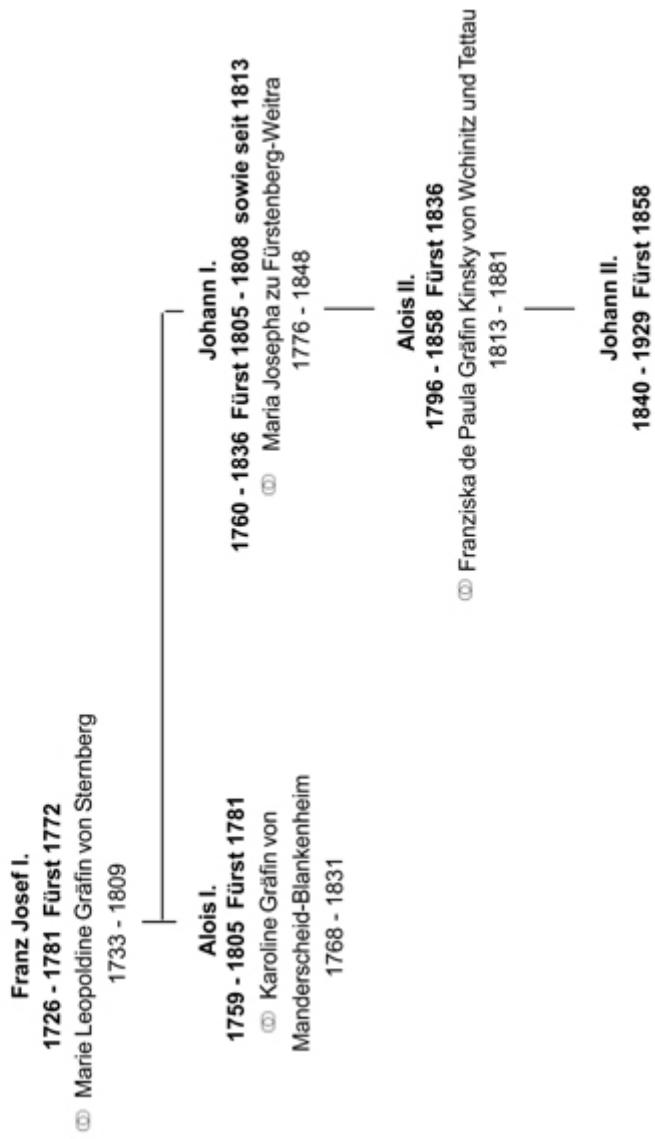 Franz Josef I.
1726 - 1781 Fürst 1772
Marie Leopoldine Gräfin von Sternberg
1733 - 1809
Alois I.
1759 - 1805 Fürst 1781
Karoline Gräfin von
Manderscheid-Blankenheim
1768 - 1831
Johann I.
1760 - 1836 Fürst 1805 - 1808 sowie seit 1813
Maria Josepha zu Fürstenberg-Weitra
1776 - 1848
Alois II.
1796 - 1858 Fürst 1836
Franziska de Paula Gräfin Kinsky von Wchinitz und Tettau
1813 - 1881
Johann II.
1840 - 1929 Fürst 1858